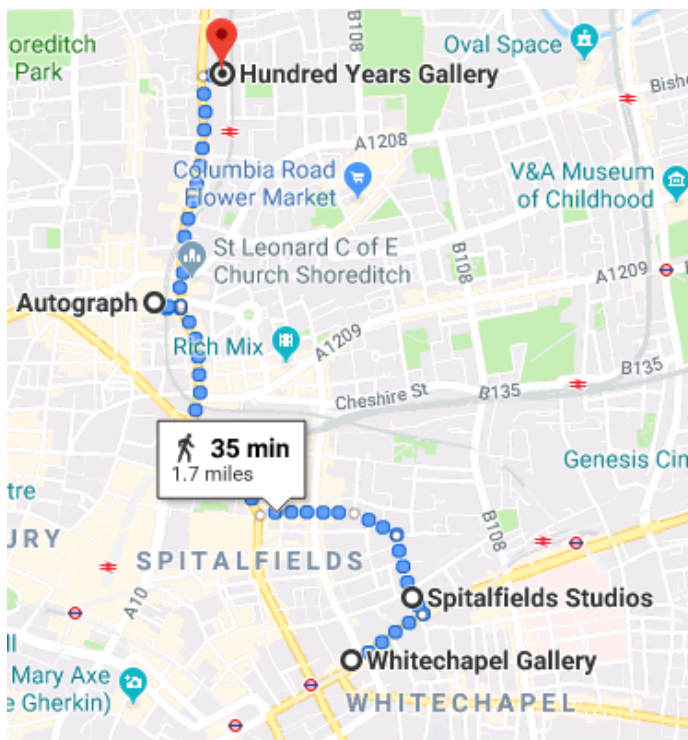 oreditch
Park
B108
Oval Space
Hundred Years Gallery
Bishe
A1208
Columbia Road
Flower Market
V&A Museum
of Childhood
B108
St Leonard C of E
Church Shoreditch
A1209
Autograph
Rich Mix
A1209
B135
Cheshire St
B135
35 min
1.7 miles
Genesis Cin
tre
B108
JRY
SPITALFIELDS
A10
Spitalfields Studios
ll
Whitechapel Gallery
Mary Axe
e Gherkin)
WHITECHAPEL